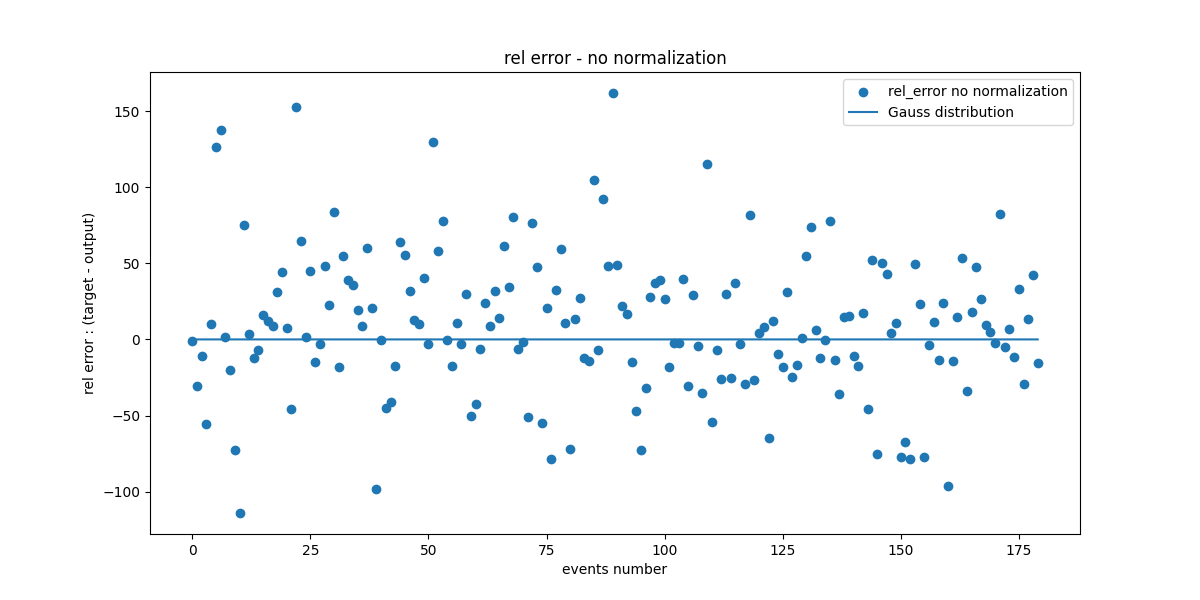 rel error - no normalization
rel_error no normalization
Gauss distribution
rel error : (target - output)
150
100
50
0
−50
−100
0 25 50 75 100 125 150 175
events number